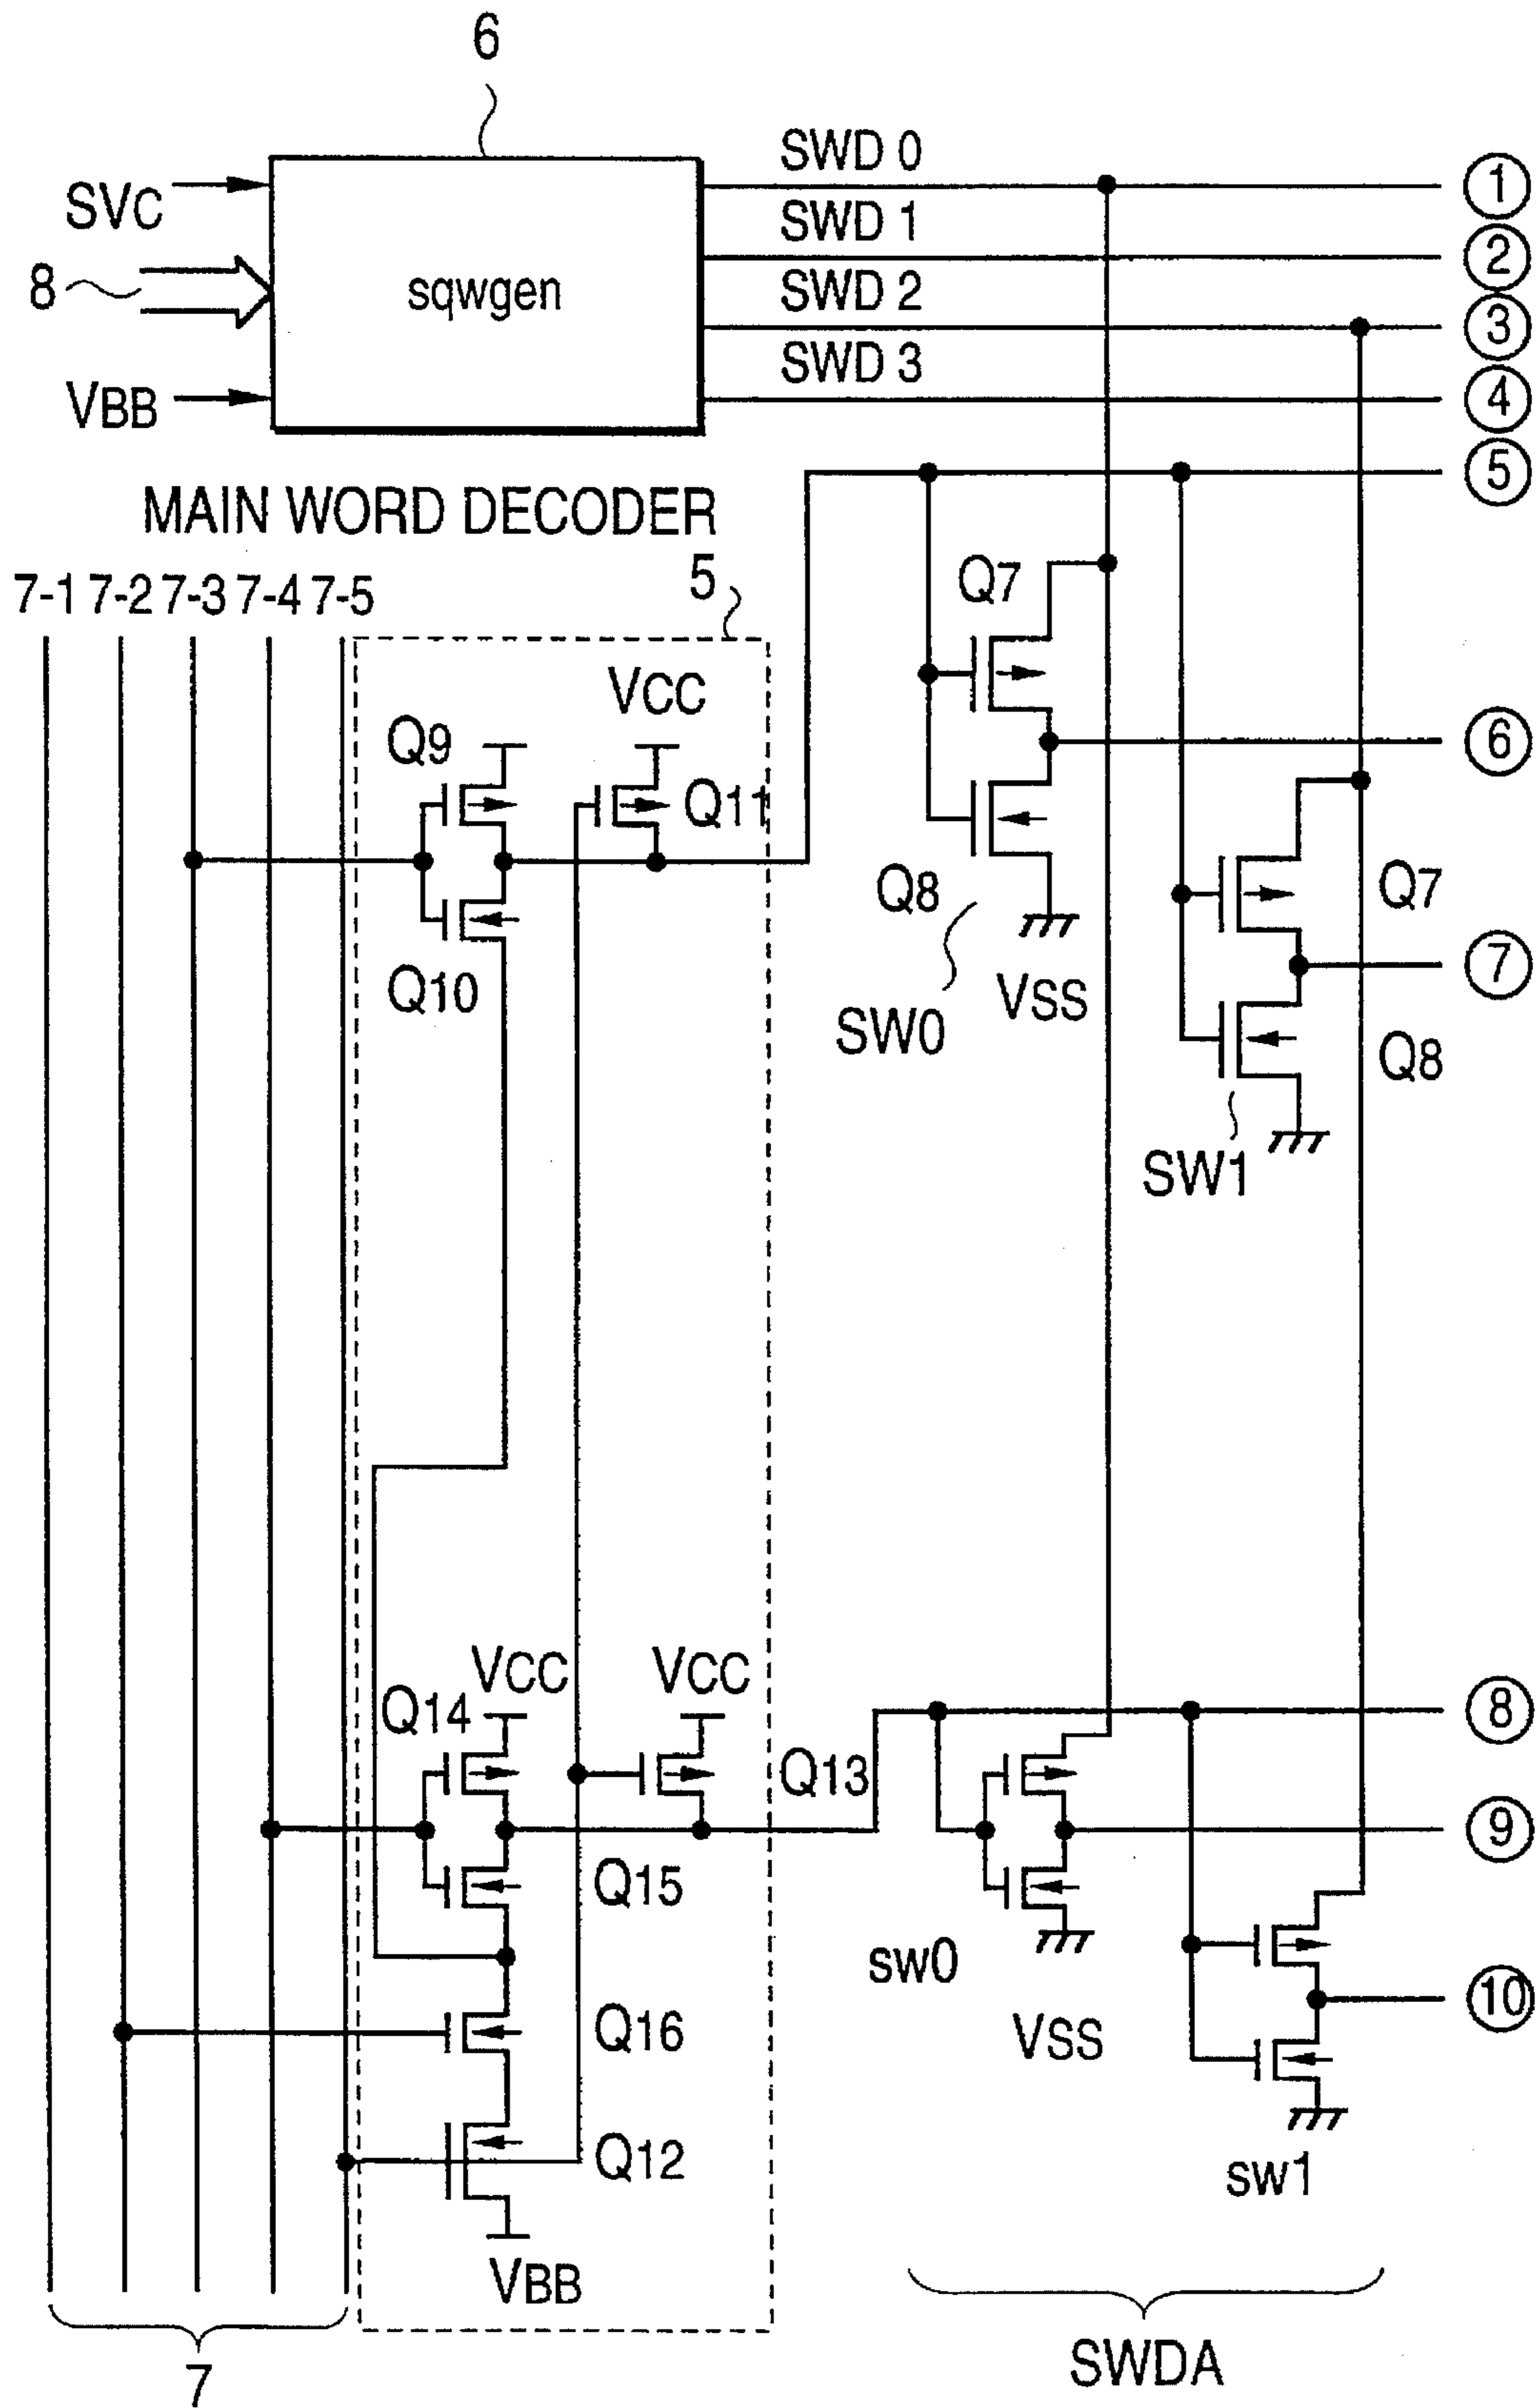 6
SWD 0
①
SVC
SWD 1
②
8
sqwgen
SWD 2
③
SWD 3
VBB
④
⑤
MAIN WORD DECODER
5
7-1 7-2 7-3 7-4 7-5
Q7
VCC
Q9
⑥
Q11
Q8
Q7
Q10
⑦
VSS
SW0
Q8
SW1
VCC
VCC
Q14
⑧
Q13
⑨
Q15
sw0
⑩
Q16
VSS
Q12
sw1
VBB
7
SWDA